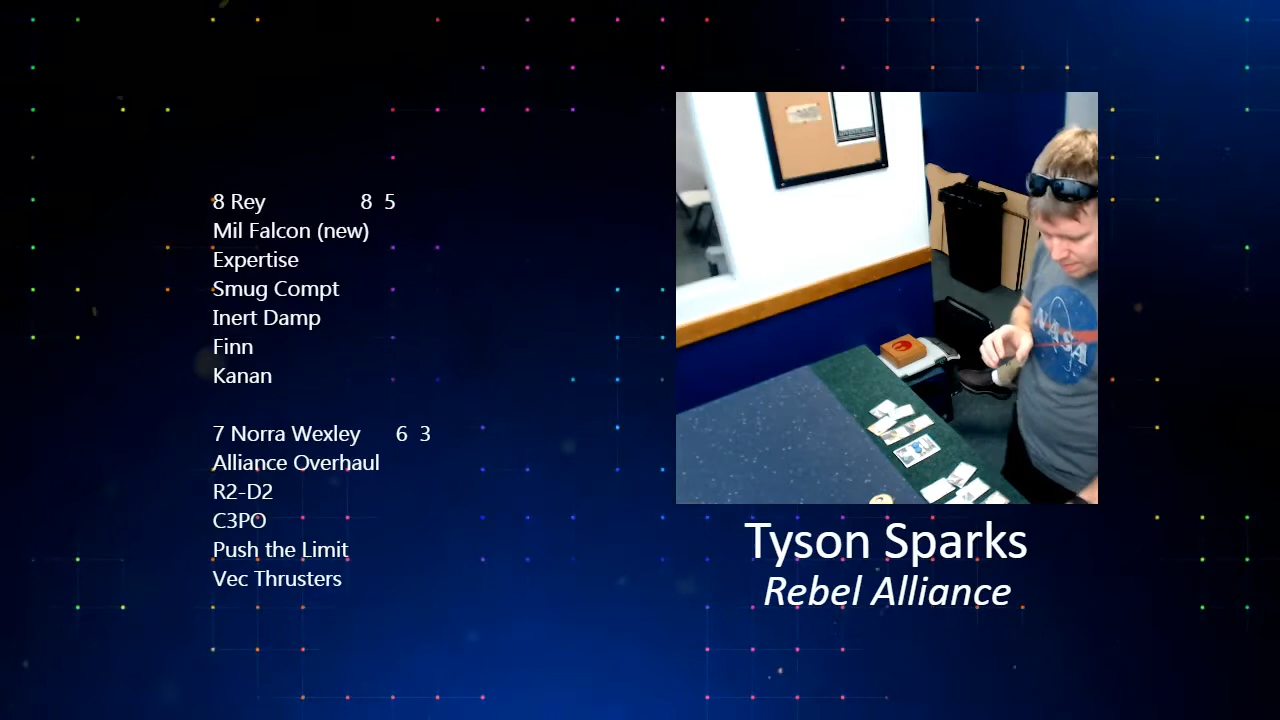 8 Rey 8 5
Mil Falcon (new)
Expertise
Smug Compt
Inert Damp
Finn
Kanan
7 Norra Wexley 6 3
Alliance Overhaul
R2-D2
C3PO
Push the Limit
Vec Thrusters
NASA
Tyson Sparks
Rebel Alliance